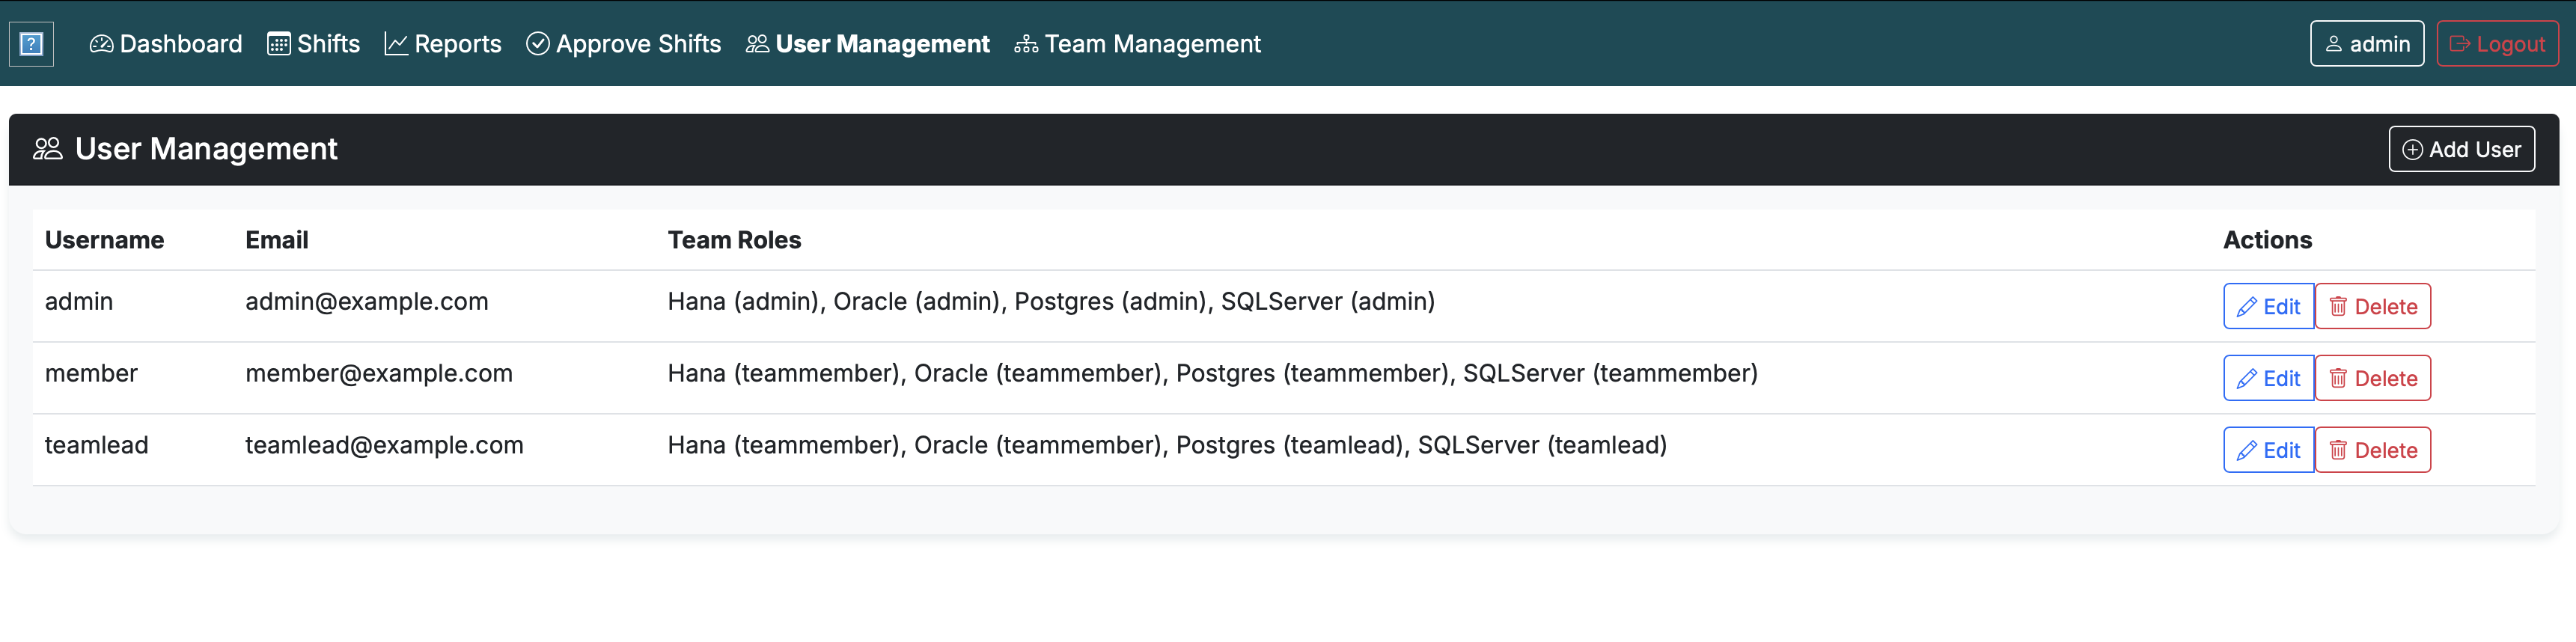 ? Dashboard Shifts Reports Approve Shifts User Management Team Management admin Logout
User Management Add User
Username Email Team Roles Actions
admin admin@example.com Hana (admin), Oracle (admin), Postgres (admin), SQLServer (admin) Edit Delete
member member@example.com Hana (teammember), Oracle (teammember), Postgres (teammember), SQLServer (teammember) Edit Delete
teamlead teamlead@example.com Hana (teammember), Oracle (teammember), Postgres (teamlead), SQLServer (teamlead) Edit Delete